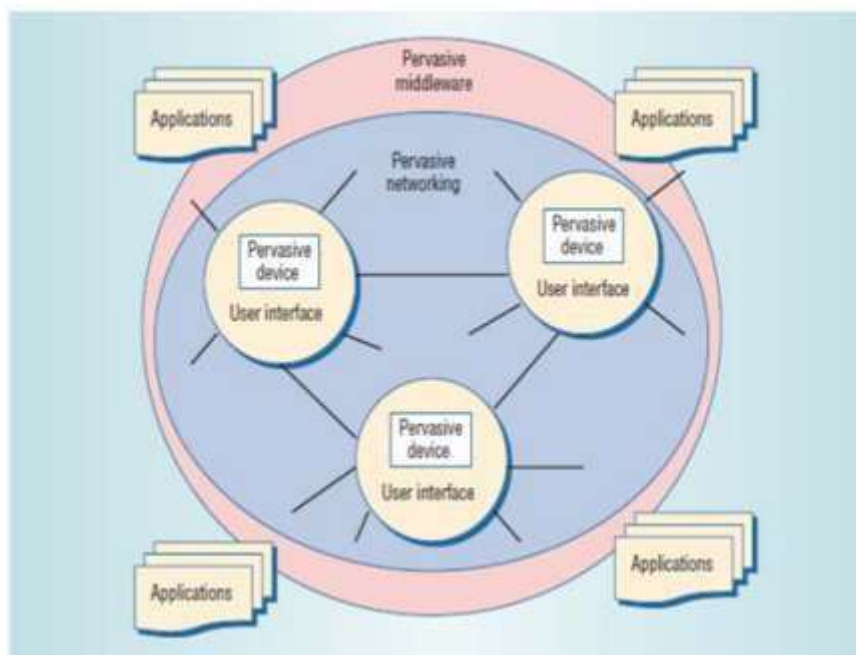 Pervasive
middleware
Applications
Applications
Pervasive
networking
Pervasive
device
User interface
Pervasive
device
User interface
Pervasive
device
User interface
Applications
Applications